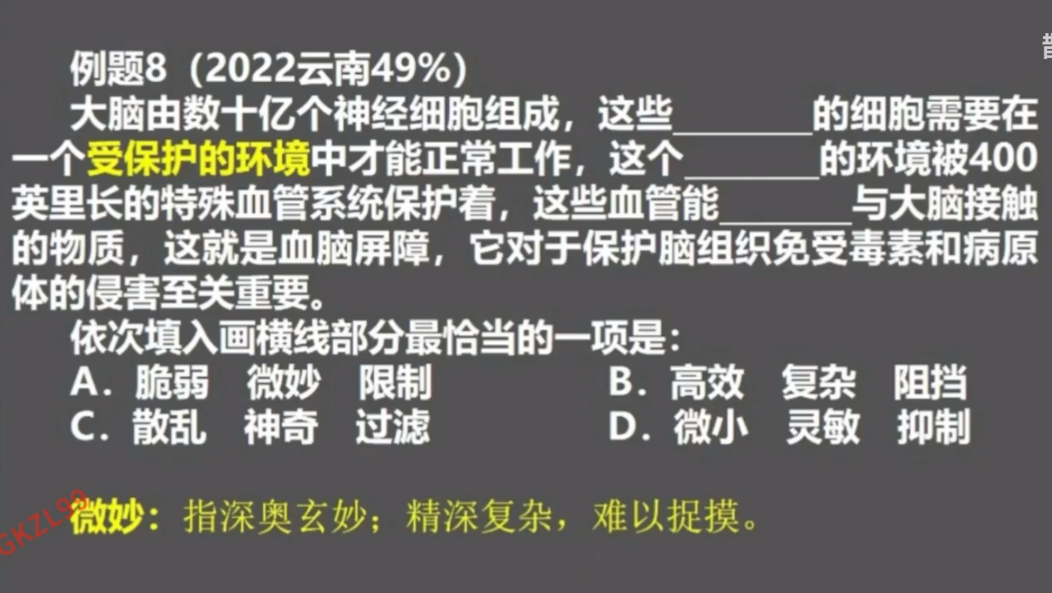 例题8（2022云南49%）
大脑由数十亿个神经细胞组成，这些________的细胞需要在
一个受保护的环境中才能正常工作，这个________的环境被400
英里长的特殊血管系统保护着，这些血管能________与大脑接触
的物质，这就是血脑屏障，它对于保护脑组织免受毒素和病原
体的侵害至关重要。
依次填入画横线部分最恰当的一项是：
A．脆弱 微妙 限制 B．高效 复杂 阻挡
C．散乱 神奇 过滤 D．微小 灵敏 抑制
微妙：指深奥玄妙；精深复杂，难以捉摸。